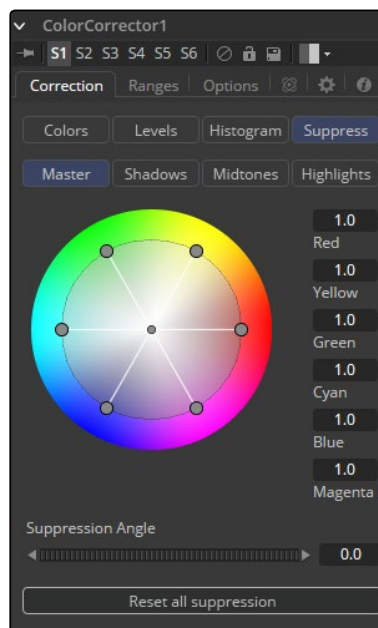 ColorCorrector1
S1 S2 S3 S4 S5 S6
Correction Ranges Options
Colors Levels Histogram Suppress
Master Shadows Midtones Highlights
1.0
Red
1.0
Yellow
1.0
Green
1.0
Cyan
1.0
Blue
1.0
Magenta
Suppression Angle
0.0
Reset all suppression